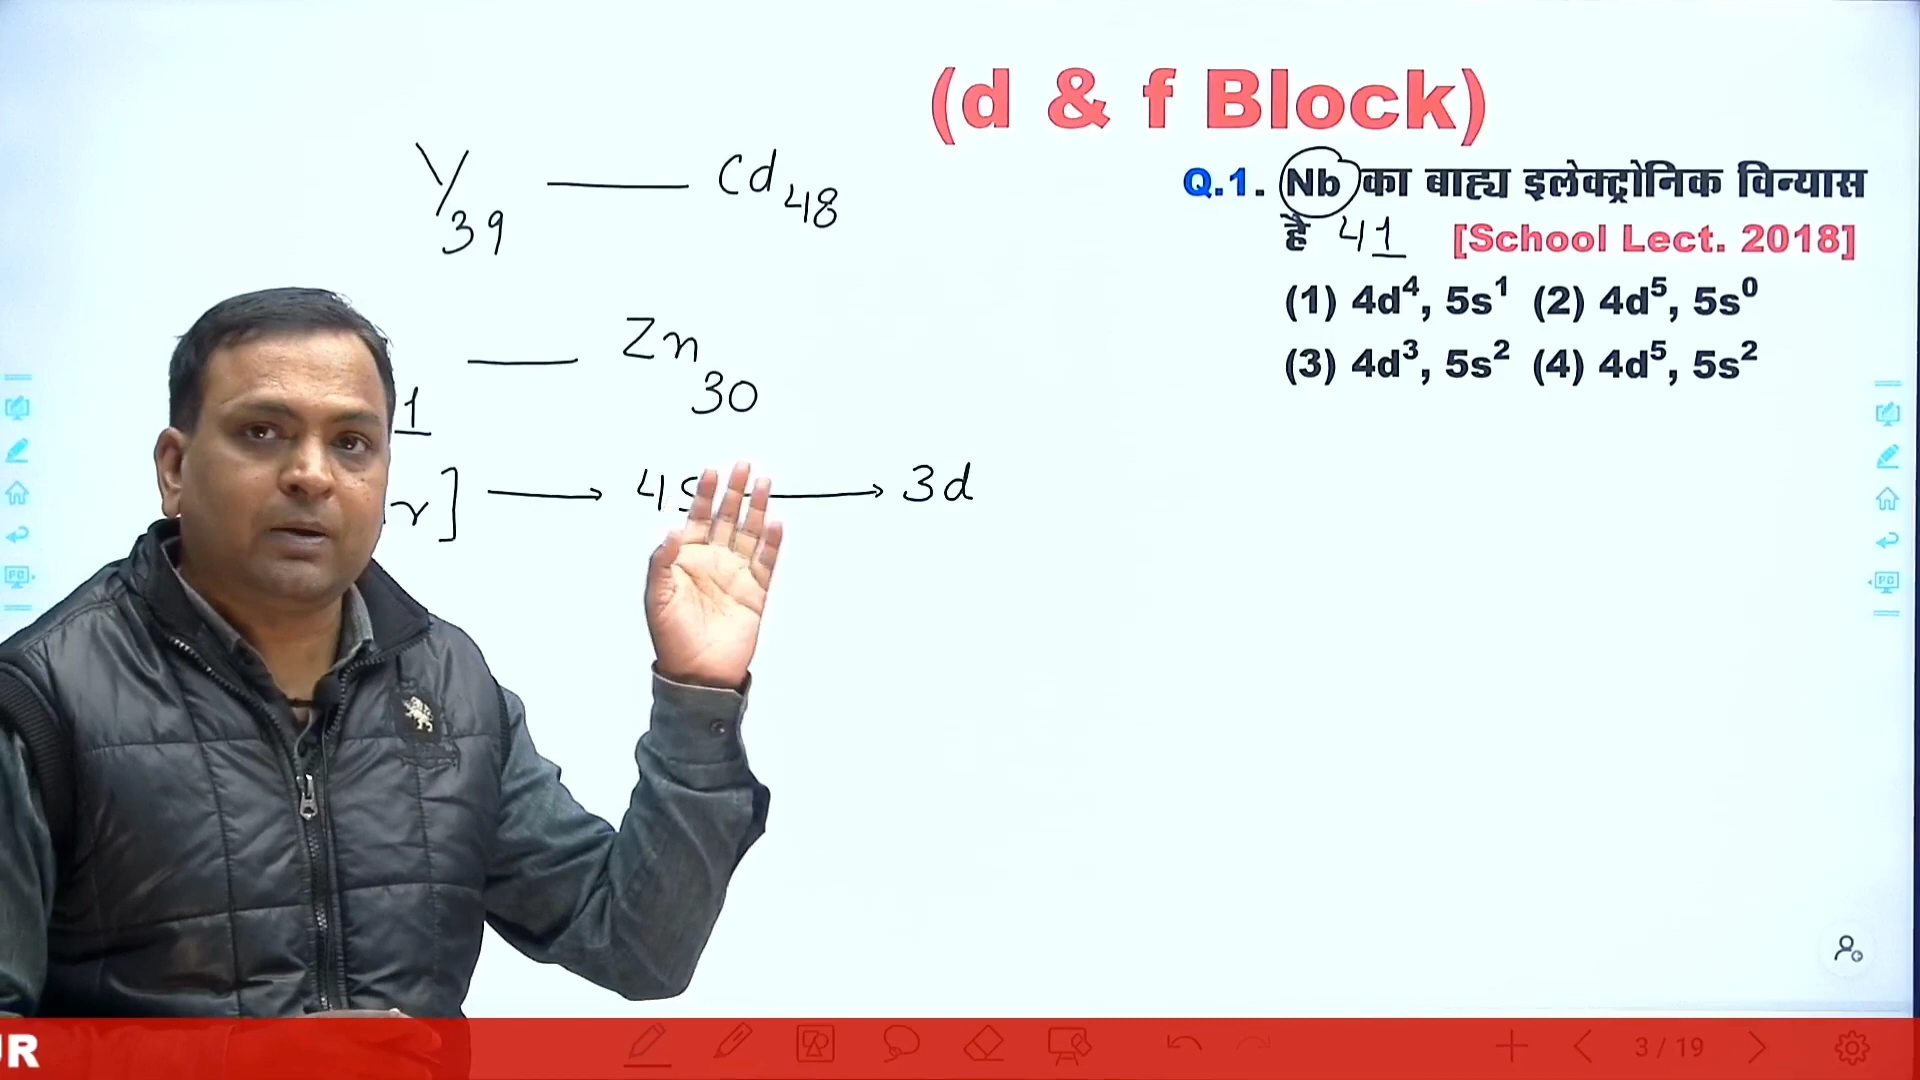 (d & f Block)
Y39 —— Cd48
Q.1. Nb का बाह्य इलेक्ट्रोनिक विन्यास
है 41 [School Lect. 2018]
(1) 4d⁴, 5s¹ (2) 4d⁵, 5s⁰
(3) 4d³, 5s² (4) 4d⁵, 5s²
1 —— Zn30
r] → 4s → 3d
UR
3 / 19